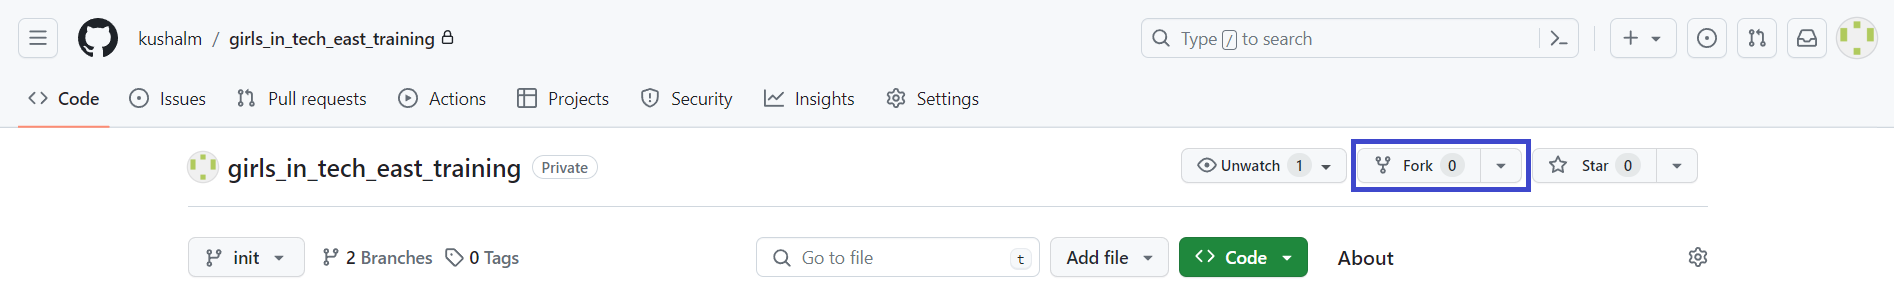 kushalm / girls_in_tech_east_training Type / to search
Code Issues Pull requests Actions Projects Security Insights Settings
girls_in_tech_east_training Private Unwatch 1 Fork 0 Star 0
init 2 Branches 0 Tags Go to file t Add file Code About